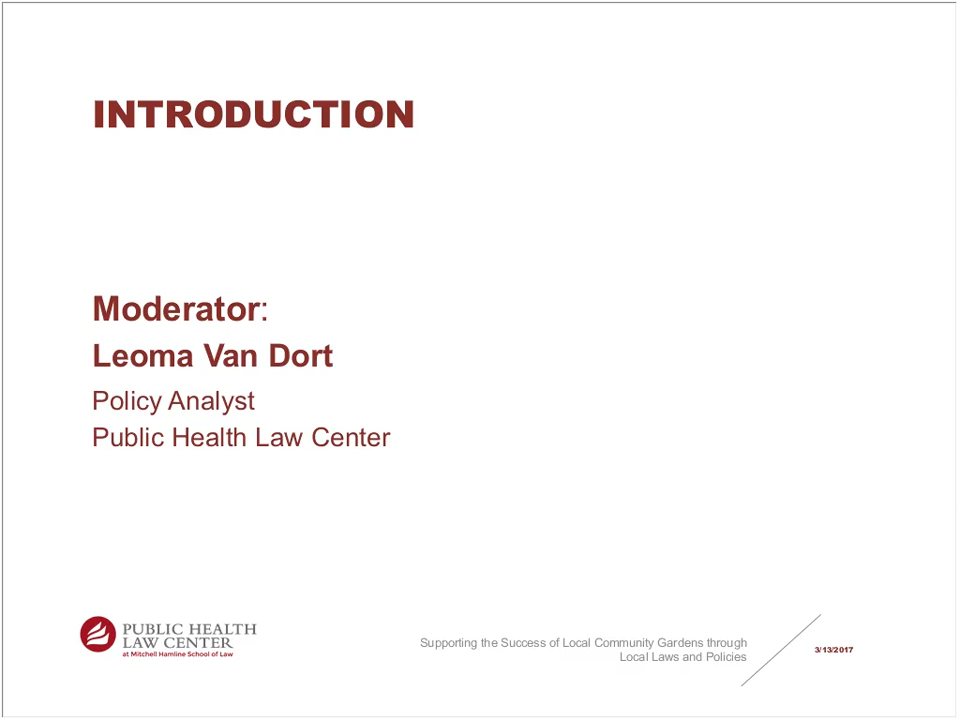 INTRODUCTION
Moderator:
Leoma Van Dort
Policy Analyst
Public Health Law Center
PUBLIC HEALTH
LAW CENTER
at Mitchell Hamline School of Law
Supporting the Success of Local Community Gardens through
Local Laws and Policies
3/13/2017